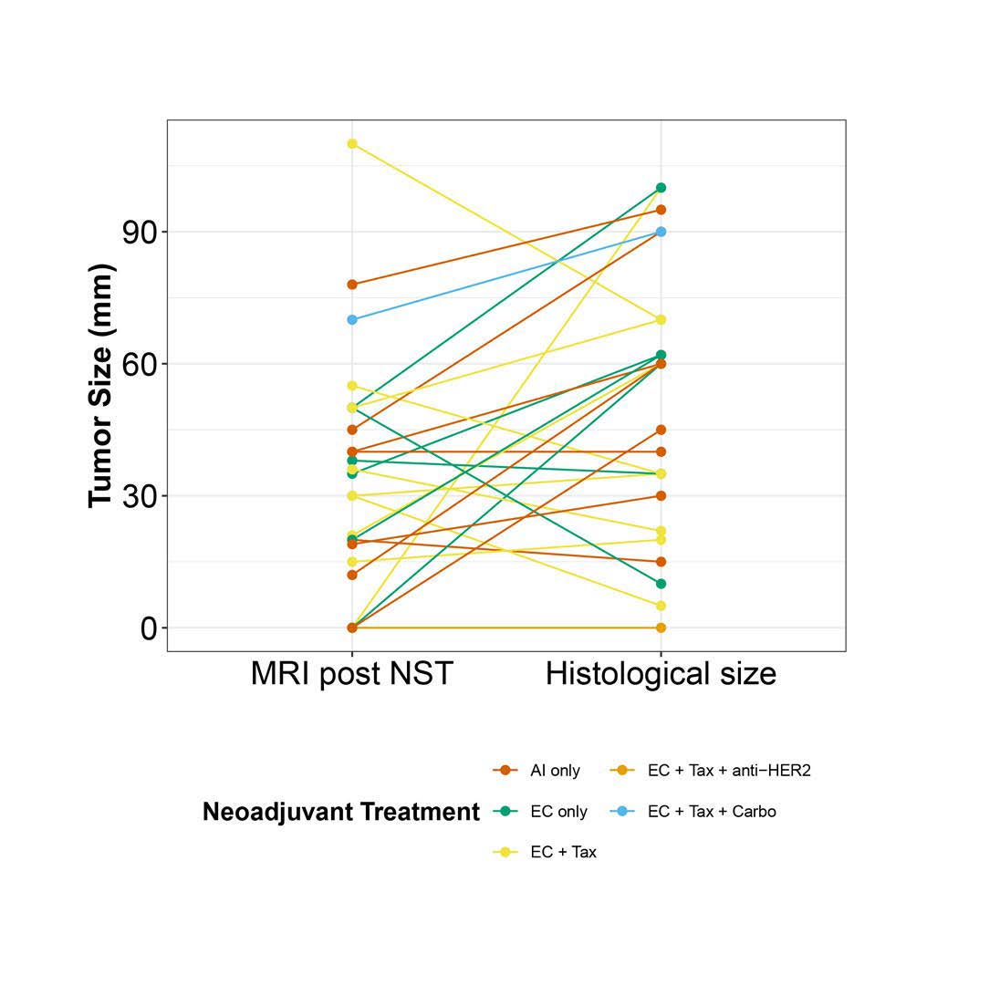 Tumor Size (mm)
90
60
30
0
MRI post NST
Histological size
Neoadjuvant Treatment
AI only
EC only
EC + Tax
EC + Tax + anti−HER2
EC + Tax + Carbo